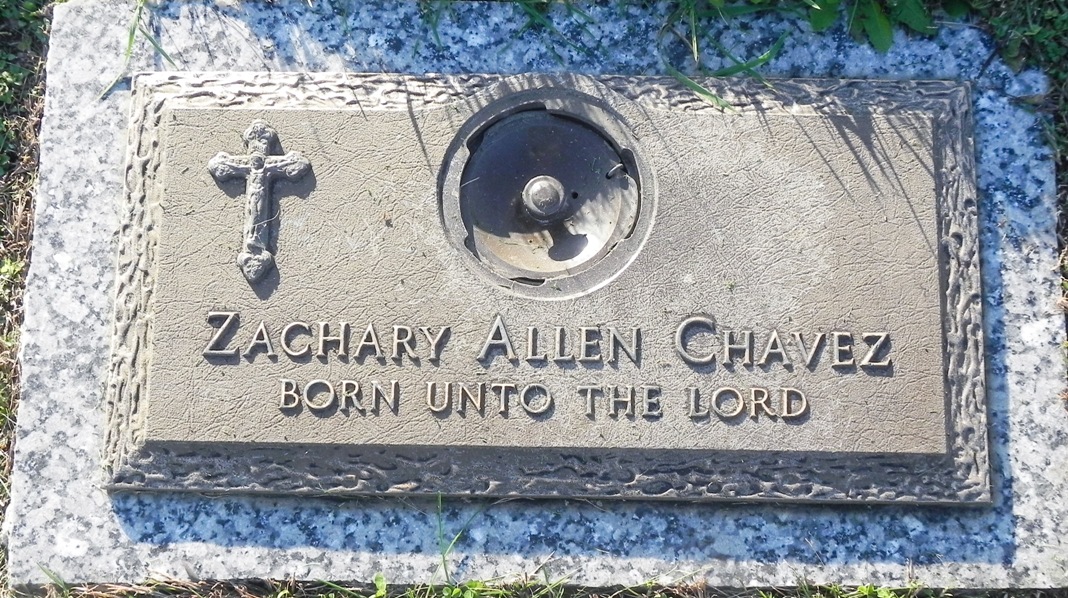 ZACHARY ALLEN CHAVEZ
BORN UNTO THE LORD